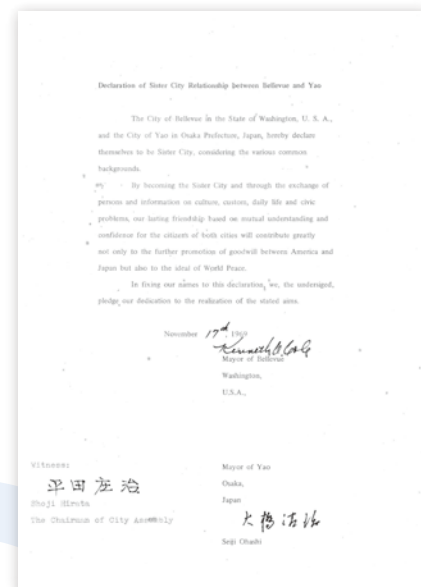 Declaration of Sister City Relationship between Bellevue and Yao
The City of Bellevue in the State of Washington, U. S. A.,
and the City of Yao in Osaka Prefecture, Japan, hereby declare
themselves to be Sister City, considering the various common
backgrounds.
By becoming the Sister City and through the exchange of
persons and information on culture, custom, daily life and civic
problems, our lasting friendship based on mutual understanding and
confidence for the citizens of both cities will contribute greatly
not only to the further promotion of goodwill between America and
Japan but also to the ideal of World Peace.
In fixing our names to this declaration, we, the undersiged,
pledge our dedication to the realization of the stated aims.
November 17th, 1969
Kenneth A. Cole
Mayor of Bellevue
Washington,
U.S.A.,
Witness:
平田庄治
Shoji Hirata
The Chairman of City Assembly
Mayor of Yao
Osaka,
Japan
大橋
Seiji Ohashi